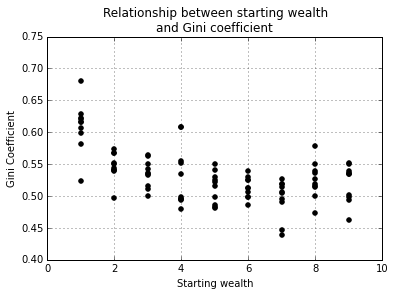 Relationship between starting wealth
and Gini coefficient
0.75
0.70
0.65
0.60
0.55
0.50
0.45
0.40
Gini Coefficient
0 2 4 6 8 10
Starting wealth